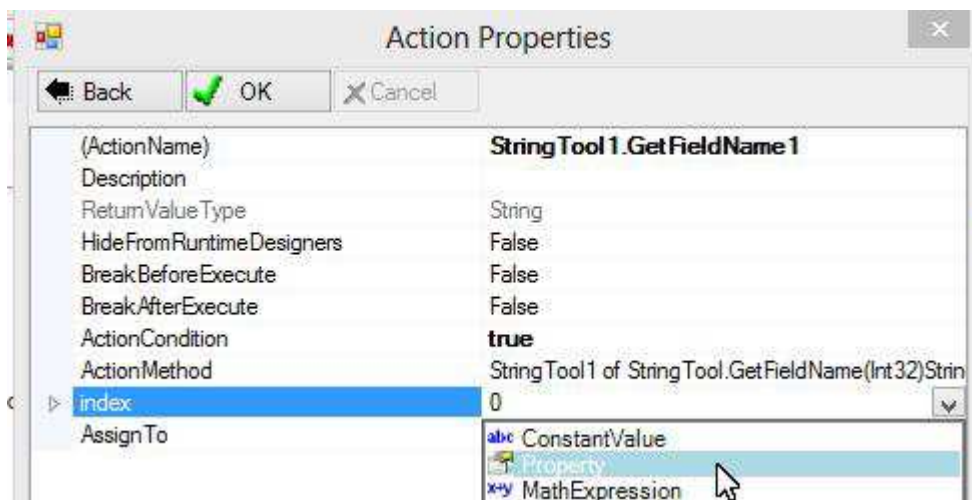 Action Properties
Back OK Cancel
(ActionName) StringTool1.GetFieldName1
Description
ReturnValueType String
HideFromRuntimeDesigners False
BreakBeforeExecute False
BreakAfterExecute False
ActionCondition true
ActionMethod StringTool1 of StringTool.GetFieldName(Int32)Strin
index 0
AssignTo
abc ConstantValue
Property
x+y MathExpression